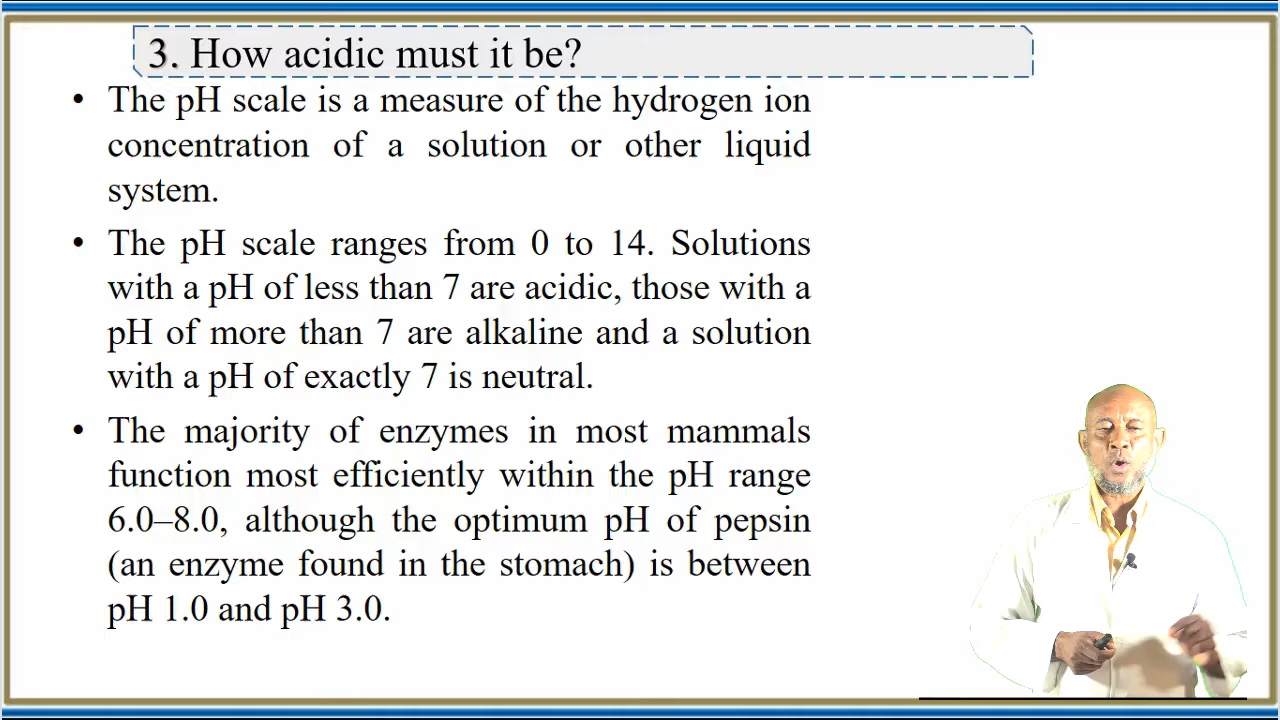 3. How acidic must it be?
• The pH scale is a measure of the hydrogen ion
concentration of a solution or other liquid
system.
• The pH scale ranges from 0 to 14. Solutions
with a pH of less than 7 are acidic, those with a
pH of more than 7 are alkaline and a solution
with a pH of exactly 7 is neutral.
• The majority of enzymes in most mammals
function most efficiently within the pH range
6.0–8.0, although the optimum pH of pepsin
(an enzyme found in the stomach) is between
pH 1.0 and pH 3.0.